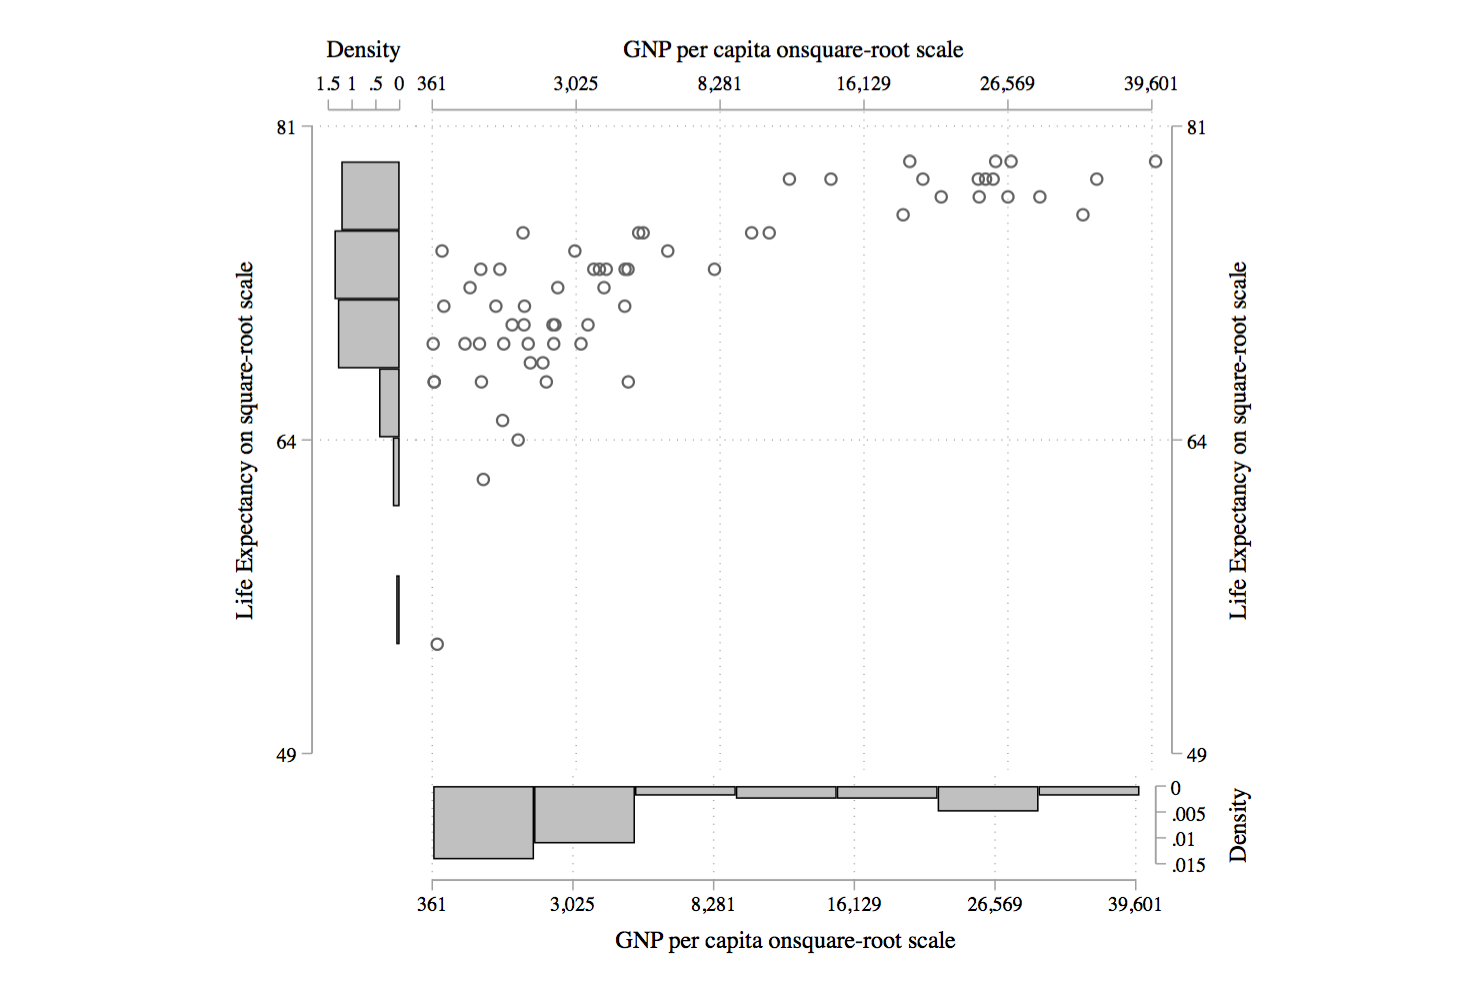 Density GNP per capita onsquare-root scale
1.5 1 .5 0 361 3,025 8,281 16,129 26,569 39,601
81 81
Life Expectancy on square-root scale
64 64
Life Expectancy on square-root scale
49 49
0
.005
.01
.015
Density
361 3,025 8,281 16,129 26,569 39,601
GNP per capita onsquare-root scale